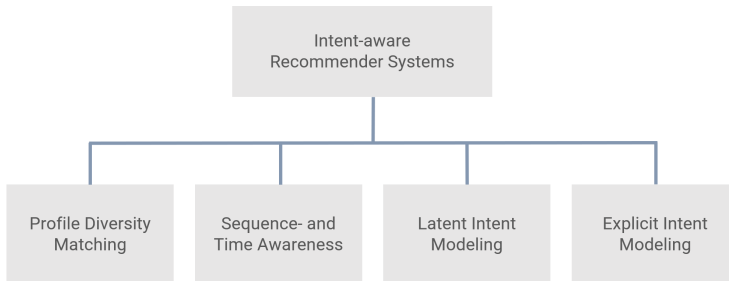 Intent-aware
Recommender Systems
Profile Diversity
Matching
Sequence- and
Time Awareness
Latent Intent
Modeling
Explicit Intent
Modeling